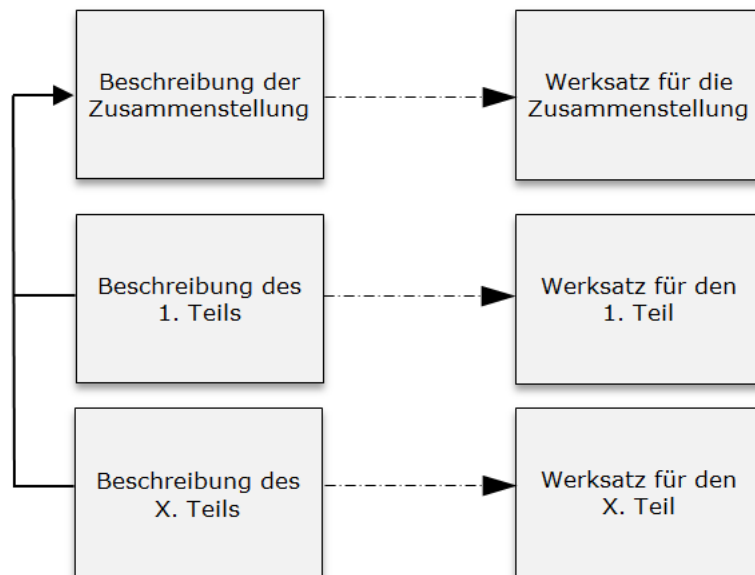 Beschreibung der
Zusammenstellung
Werksatz für die
Zusammenstellung
Beschreibung des
1. Teils
Werksatz für den
1. Teil
Beschreibung des
X. Teils
Werksatz für den
X. Teil